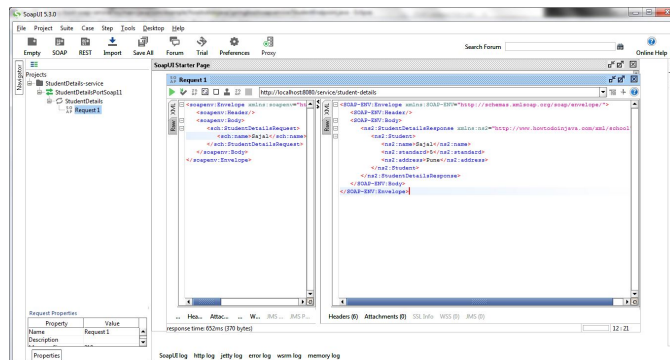 SoapUI 5.3.0
File Project Suite Case Step Tools Desktop Help
Empty SOAP REST Import Save All Forum Trial Preferences Proxy
Search Forum
Online Help
Navigator
Projects
StudentDetails-service
StudentDetailsPortSoap11
StudentDetails
Request 1
SoapUI Starter Page
Request 1
http://localhost:8080/service/student-details
XML
Raw
<soapenv:Envelope xmlns:soapenv="ht
<soapenv:Header/>
<soapenv:Body>
<sch:StudentDetailsRequest>
<sch:name>Sajal</sch:name>
</sch:StudentDetailsRequest>
</soapenv:Body>
</soapenv:Envelope>
XML
Raw
<SOAP-ENV:Envelope xmlns:SOAP-ENV="http://schemas.xmlsoap.org/soap/envelope/">
<SOAP-ENV:Header/>
<SOAP-ENV:Body>
<ns2:StudentDetailsResponse xmlns:ns2="http://www.howtodoinjava.com/xml/school
<ns2:Student>
<ns2:name>Sajal</ns2:name>
<ns2:standard>5</ns2:standard>
<ns2:address>Pune</ns2:address>
</ns2:Student>
</ns2:StudentDetailsResponse>
</SOAP-ENV:Body>
</SOAP-ENV:Envelope>
... Hea... Attac... ... W... JMS ... JMS P...
Headers (6) Attachments (0) SSL Info WSS (0) JMS (0)
response time: 652ms (370 bytes)
12 : 21
Request Properties
Property Value
Name Request 1
Description
Properties
SoapUI log http log jetty log error log wsrm log memory log